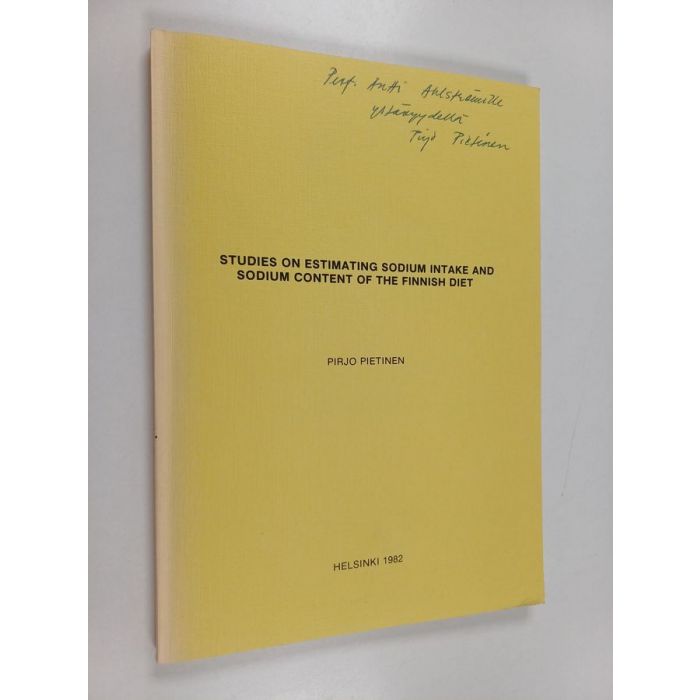 Prof. Antti Ahlströmille
ystävyydellä
Pirjo Pietinen
STUDIES ON ESTIMATING SODIUM INTAKE AND
SODIUM CONTENT OF THE FINNISH DIET
PIRJO PIETINEN
HELSINKI 1982